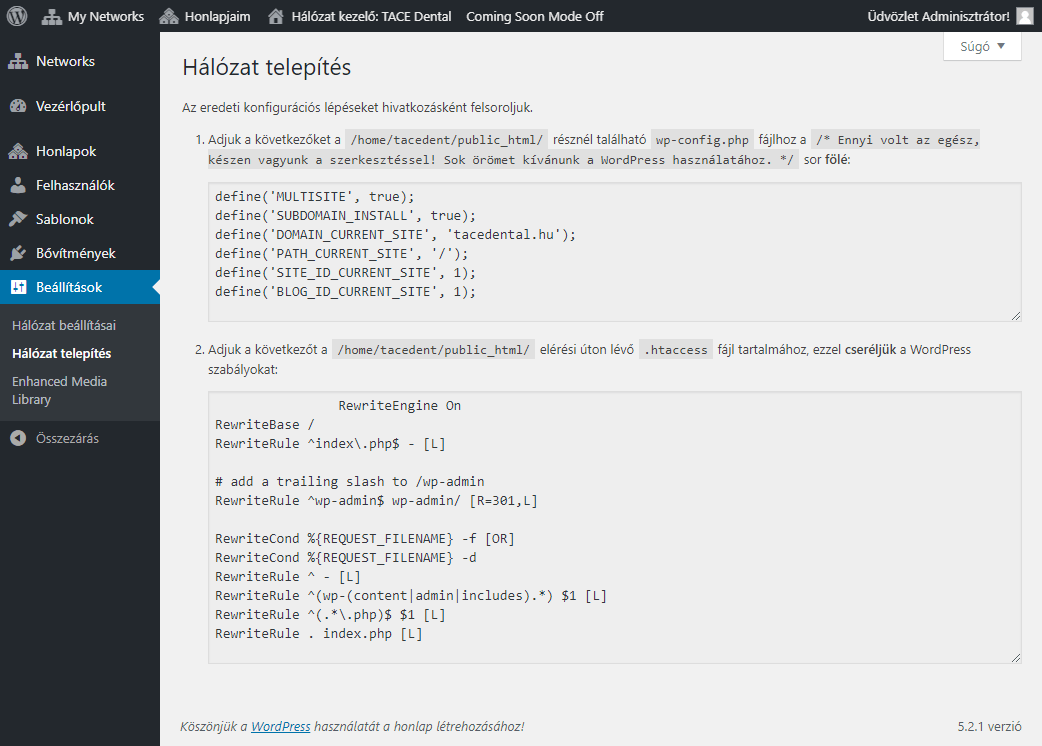 My Networks Honlapjaim Hálózat kezelő: TACE Dental Coming Soon Mode Off Üdvözlet Adminisztrátor!
Networks
Vezérlőpult
Honlapok
Felhasználók
Sablonok
Bővítmények
Beállítások
Hálózat beállításai
Hálózat telepítés
Enhanced Media
Library
Összezárás
Súgó
Hálózat telepítés
Az eredeti konfigurációs lépéseket hivatkozásként felsoroljuk.
1. Adjuk a következőket a /home/tacedent/public_html/ résznél található wp-config.php fájlhoz a /* Ennyi volt az egész,
készen vagyunk a szerkesztéssel! Sok örömet kívánunk a WordPress használatához. */ sor fölé:
define('MULTISITE', true);
define('SUBDOMAIN_INSTALL', true);
define('DOMAIN_CURRENT_SITE', 'tacedental.hu');
define('PATH_CURRENT_SITE', '/');
define('SITE_ID_CURRENT_SITE', 1);
define('BLOG_ID_CURRENT_SITE', 1);
2. Adjuk a következőt a /home/tacedent/public_html/ elérési úton lévő .htaccess fájl tartalmához, ezzel cseréljük a WordPress
szabályokat:
RewriteEngine On
RewriteBase /
RewriteRule ^index\.php$ - [L]
# add a trailing slash to /wp-admin
RewriteRule ^wp-admin$ wp-admin/ [R=301,L]
RewriteCond %{REQUEST_FILENAME} -f [OR]
RewriteCond %{REQUEST_FILENAME} -d
RewriteRule ^ - [L]
RewriteRule ^(wp-(content|admin|includes).*) $1 [L]
RewriteRule ^(.*\.php)$ $1 [L]
RewriteRule . index.php [L]
Köszönjük a WordPress használatát a honlap létrehozásához!
5.2.1 verzió